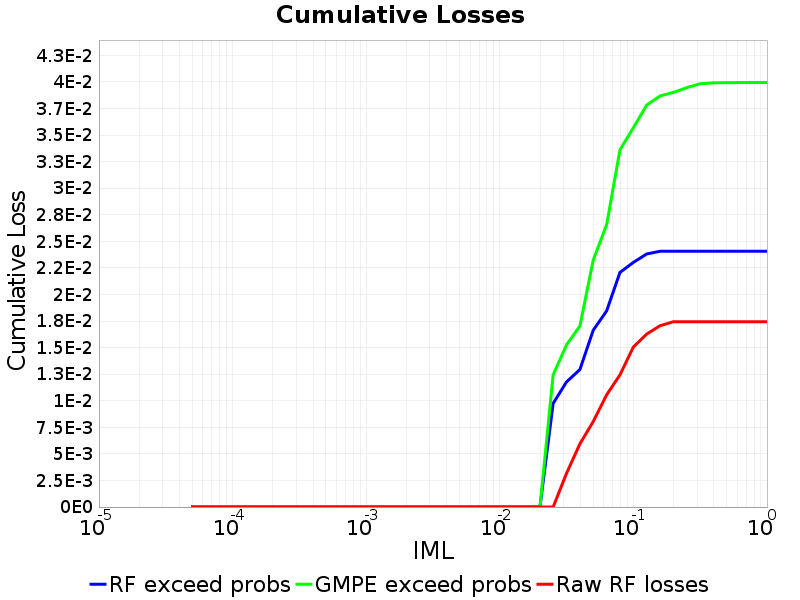 Cumulative Losses
4.3E-2
4E-2
3.7E-2
3.5E-2
3.3E-2
3E-2
2.8E-2
2.5E-2
2.2E-2
2E-2
1.8E-2
1.5E-2
1.3E-2
1E-2
7.5E-3
5E-3
2.5E-3
0E0
Cumulative Loss
10^-5 10^-4 10^-3 10^-2 10^-1 10^0
IML
RF exceed probs GMPE exceed probs Raw RF losses